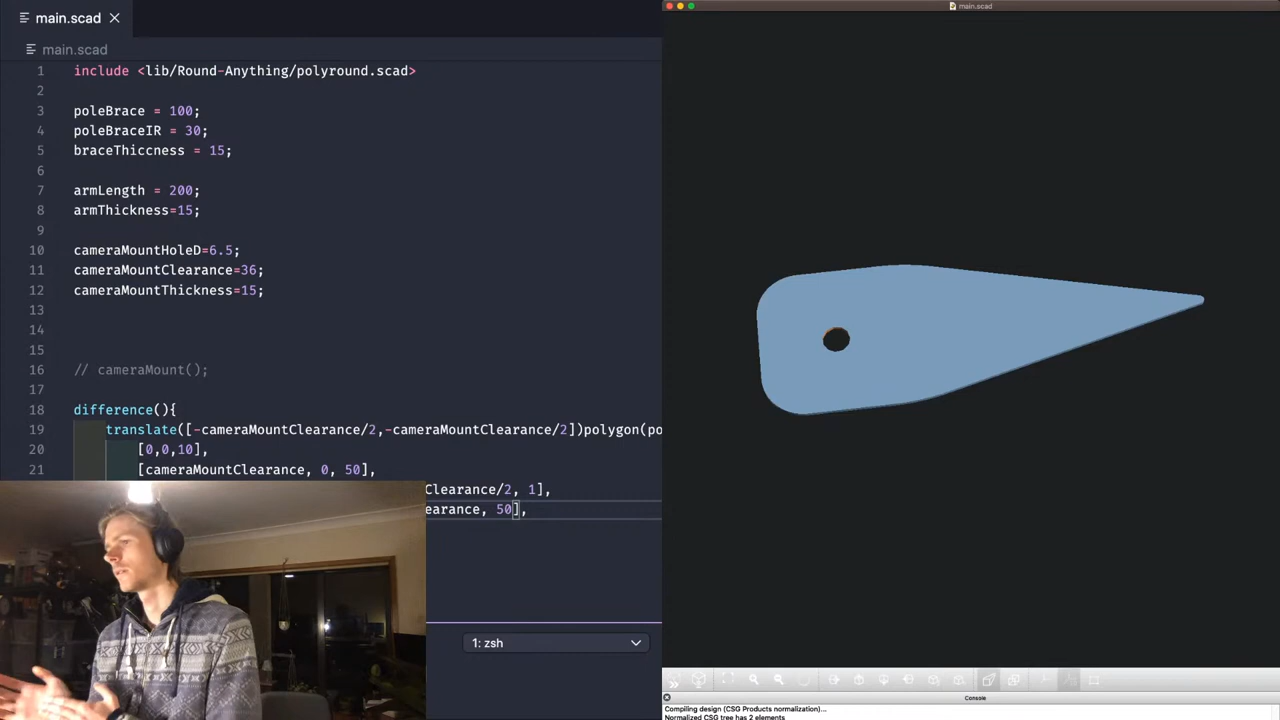 main.scad
main.scad
main.scad
1 include <lib/Round-Anything/polyround.scad>
2
3 poleBrace = 100;
4 poleBraceIR = 30;
5 braceThiccness = 15;
6
7 armLength = 200;
8 armThickness=15;
9
10 cameraMountHoleD=6.5;
11 cameraMountClearance=36;
12 cameraMountThickness=15;
13
14
15
16 // cameraMount();
17
18 difference(){
19 translate([-cameraMountClearance/2,-cameraMountClearance/2])polygon(po
20 [0,0,10],
21 [cameraMountClearance, 0, 50],
Clearance/2, 1],
earance, 50],
1: zsh
Console
Compiling design (CSG Products normalization)...
Normalized CSG tree has 2 elements